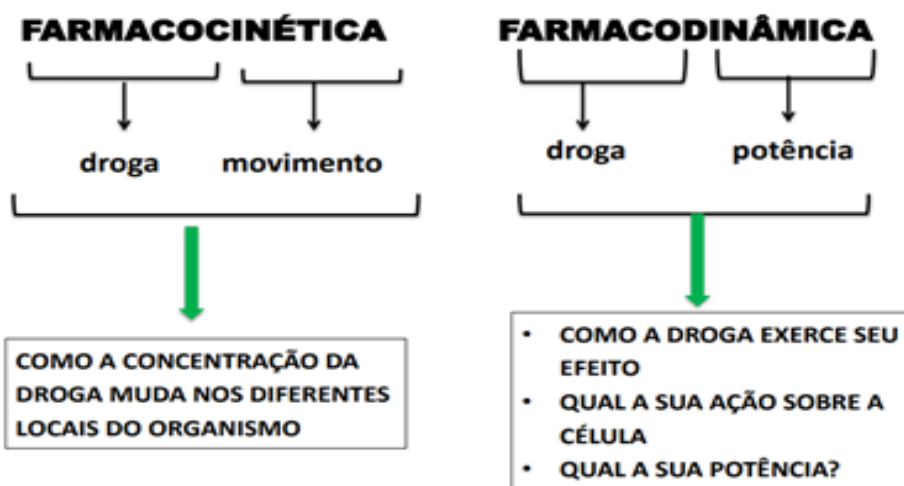 FARMACOCINÉTICA
droga movimento
COMO A CONCENTRAÇÃO DA
DROGA MUDA NOS DIFERENTES
LOCAIS DO ORGANISMO
FARMACODINÂMICA
droga potência
• COMO A DROGA EXERCE SEU
EFEITO
• QUAL A SUA AÇÃO SOBRE A
CÉLULA
• QUAL A SUA POTÊNCIA?